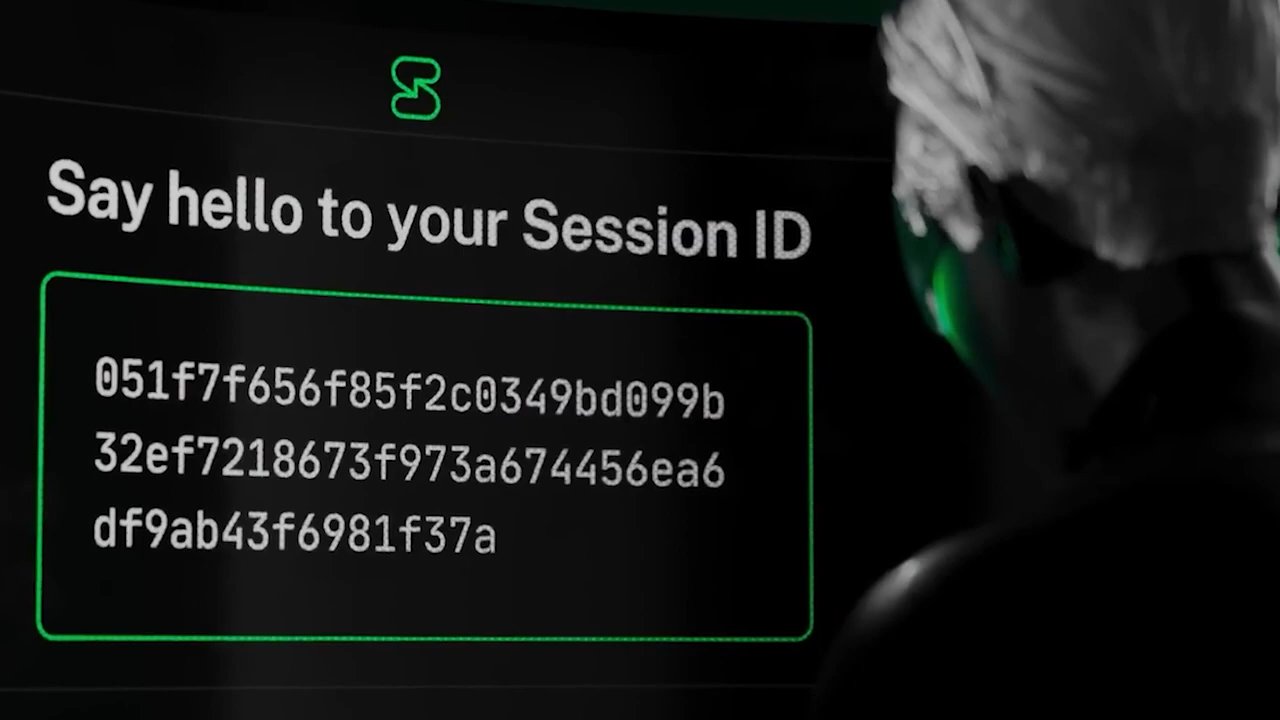 Say hello to your Session ID
051f7f656f85f2c0349bd099b
32ef7218673f973a674456ea6
df9ab43f6981f37a